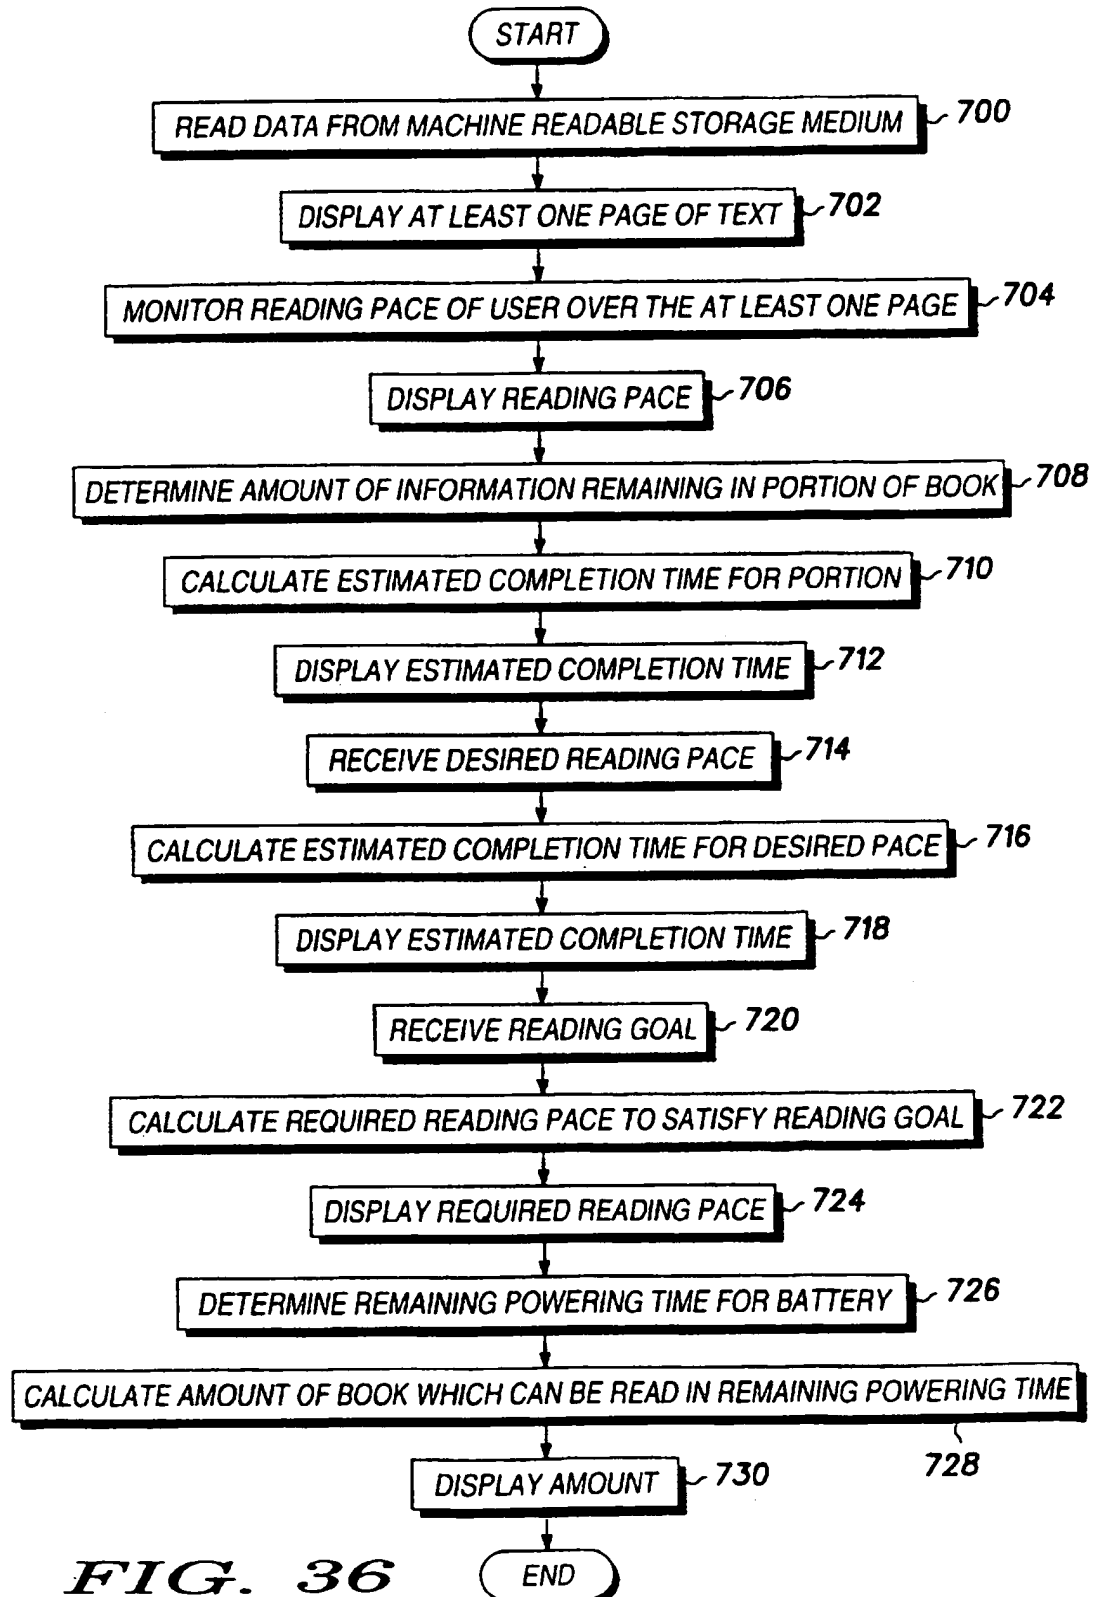 START
READ DATA FROM MACHINE READABLE STORAGE MEDIUM 700
DISPLAY AT LEAST ONE PAGE OF TEXT 702
MONITOR READING PACE OF USER OVER THE AT LEAST ONE PAGE 704
DISPLAY READING PACE 706
DETERMINE AMOUNT OF INFORMATION REMAINING IN PORTION OF BOOK 708
CALCULATE ESTIMATED COMPLETION TIME FOR PORTION 710
DISPLAY ESTIMATED COMPLETION TIME 712
RECEIVE DESIRED READING PACE 714
CALCULATE ESTIMATED COMPLETION TIME FOR DESIRED PACE 716
DISPLAY ESTIMATED COMPLETION TIME 718
RECEIVE READING GOAL 720
CALCULATE REQUIRED READING PACE TO SATISFY READING GOAL 722
DISPLAY REQUIRED READING PACE 724
DETERMINE REMAINING POWERING TIME FOR BATTERY 726
CALCULATE AMOUNT OF BOOK WHICH CAN BE READ IN REMAINING POWERING TIME
728
DISPLAY AMOUNT 730
END
FIG. 36